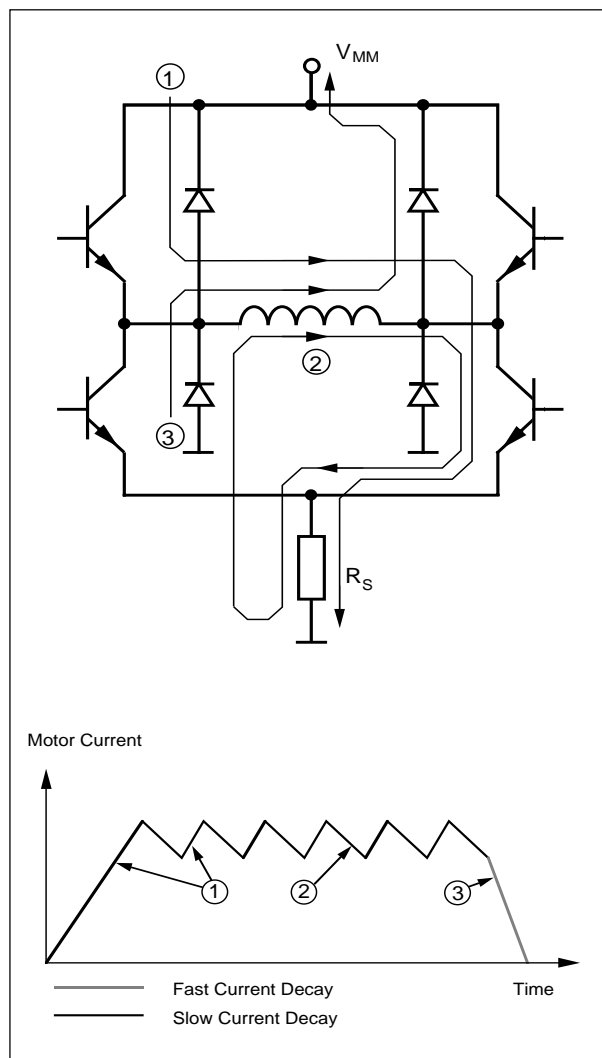 ① V_MM
③
②
R_S
Motor Current
① ② ③
Fast Current Decay
Time
Slow Current Decay